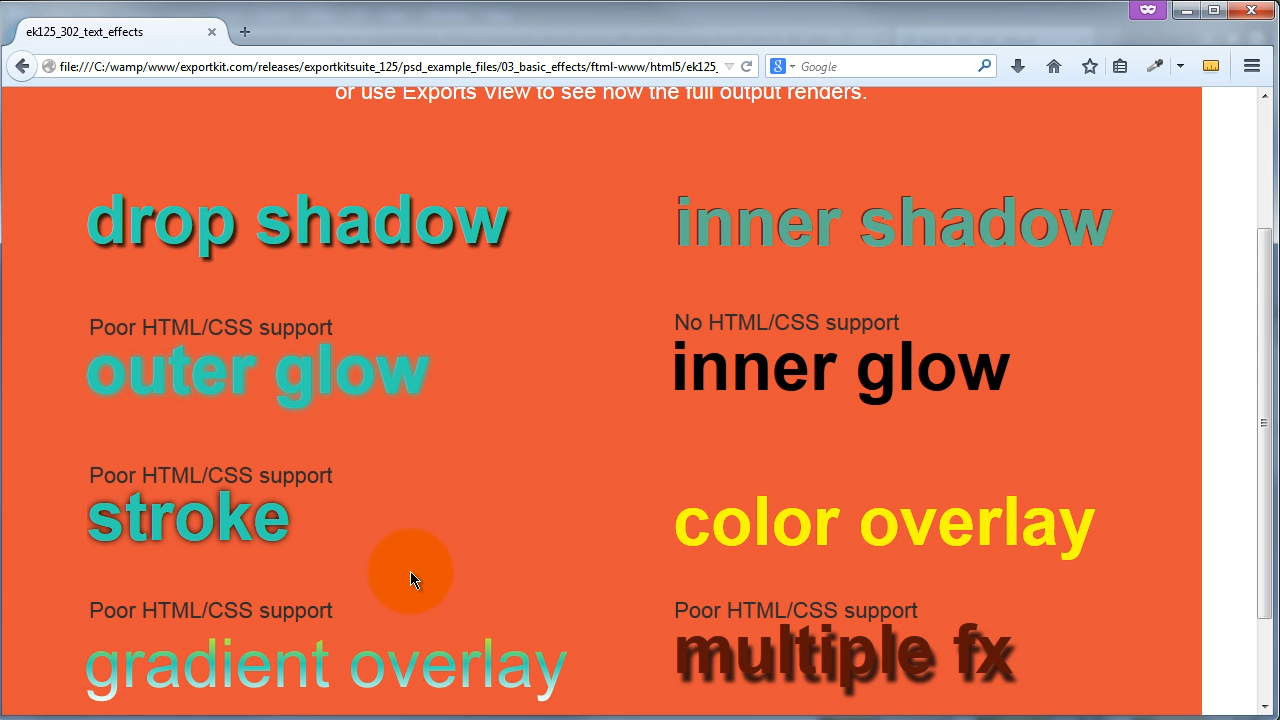 ek125_302_text_effects
file:///C:/wamp/www/exportkit.com/releases/exportkitsuite_125/psd_example_files/03_basic_effects/ftml-www/html5/ek125_
Google
or use Exports View to see how the full output renders.
drop shadow
inner shadow
Poor HTML/CSS support
No HTML/CSS support
outer glow
inner glow
Poor HTML/CSS support
stroke
color overlay
Poor HTML/CSS support
Poor HTML/CSS support
gradient overlay
multiple fx